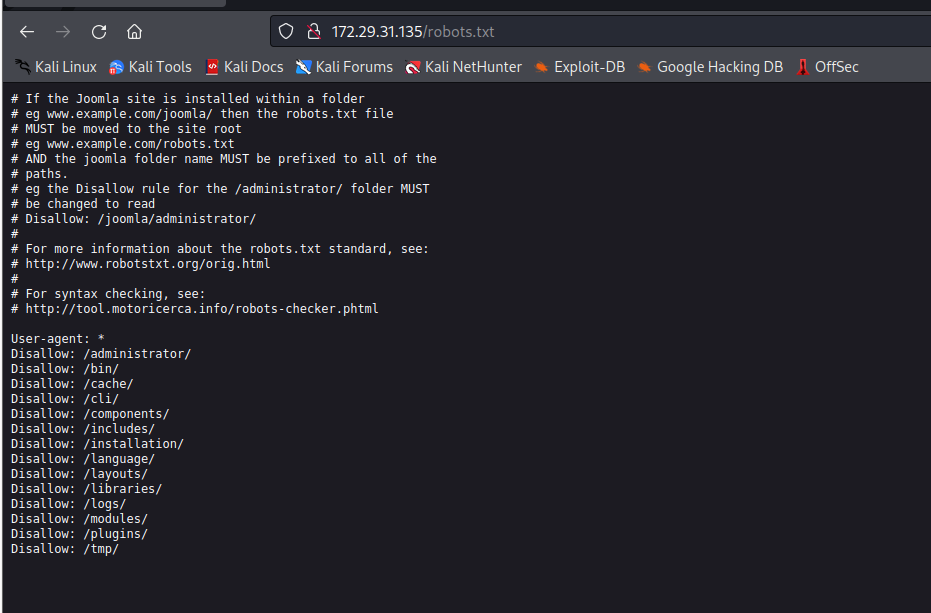 172.29.31.135/robots.txt
Kali Linux Kali Tools Kali Docs Kali Forums Kali NetHunter Exploit-DB Google Hacking DB OffSec
# If the Joomla site is installed within a folder
# eg www.example.com/joomla/ then the robots.txt file
# MUST be moved to the site root
# eg www.example.com/robots.txt
# AND the joomla folder name MUST be prefixed to all of the
# paths.
# eg the Disallow rule for the /administrator/ folder MUST
# be changed to read
# Disallow: /joomla/administrator/
#
# For more information about the robots.txt standard, see:
# http://www.robotstxt.org/orig.html
#
# For syntax checking, see:
# http://tool.motoricerca.info/robots-checker.phtml
User-agent: *
Disallow: /administrator/
Disallow: /bin/
Disallow: /cache/
Disallow: /cli/
Disallow: /components/
Disallow: /includes/
Disallow: /installation/
Disallow: /language/
Disallow: /layouts/
Disallow: /libraries/
Disallow: /logs/
Disallow: /modules/
Disallow: /plugins/
Disallow: /tmp/